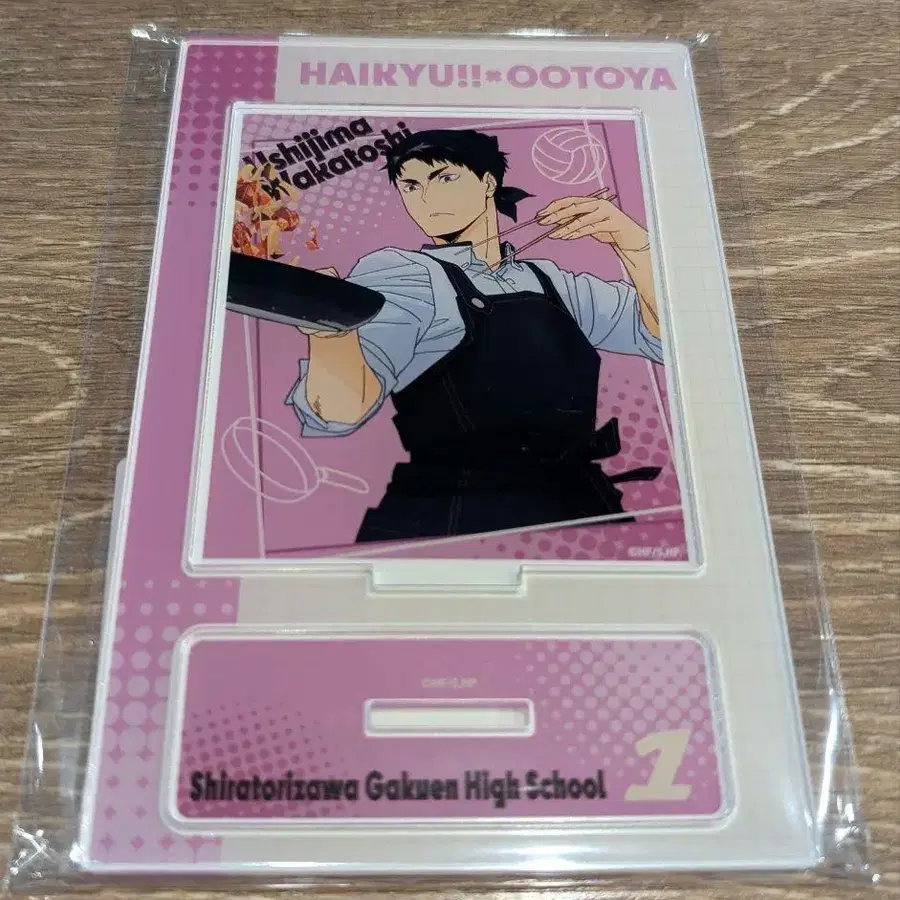 HAIKYU!!×OOTOYA
Ushijima
Wakatoshi
©HF/S,HP
©HF/S,HP
Shiratorizawa Gakuen High School
1